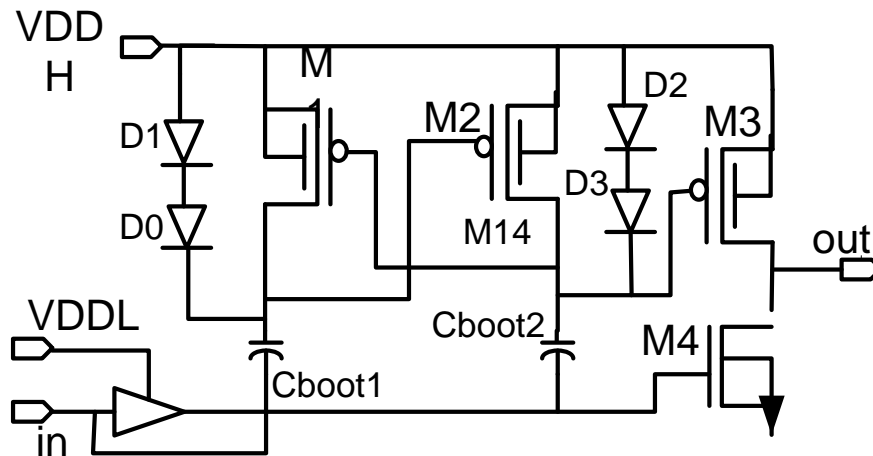 VDD
H
M
D1
D0
M2
M14
D2
D3
M3
out
VDDL
Cboot2
Cboot1
M4
in